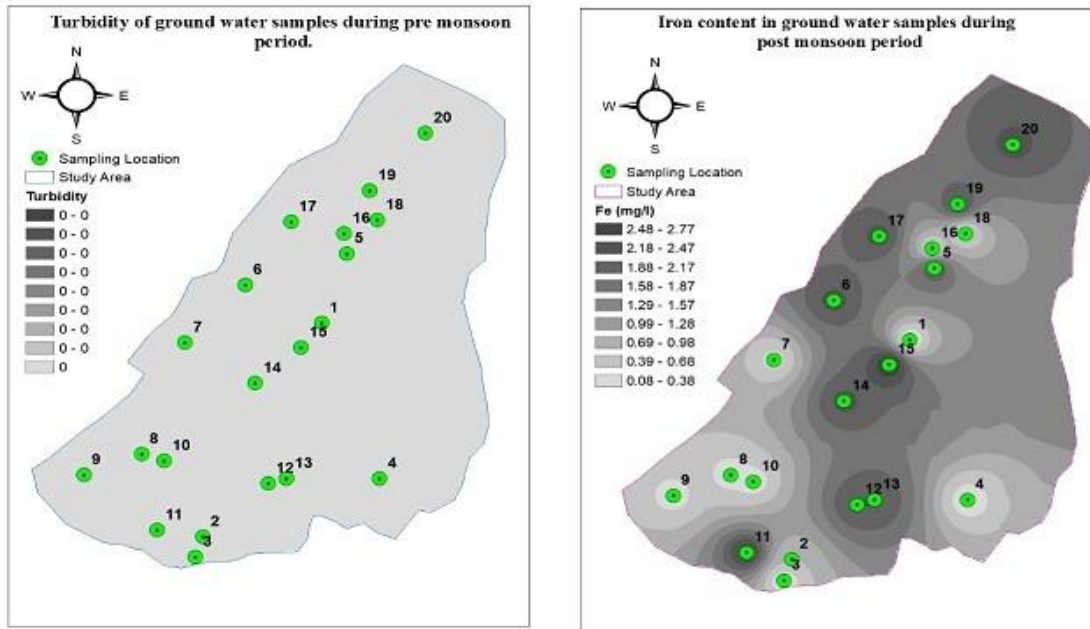 Turbidity of ground water samples during pre monsoon
period.
N
W
E
S
Sampling Location
Study Area
Turbidity
0 - 0
0 - 0
0 - 0
0 - 0
0 - 0
0 - 0
0 - 0
0 - 0
0
20
19
18
17
16
5
6
1
7
15
14
8
10
9
12
13
4
11
2
3
Iron content in ground water samples during
post monsoon period
N
W
E
S
Sampling Location
Study Area
Fe (mg/l)
2.48 - 2.77
2.18 - 2.47
1.88 - 2.17
1.58 - 1.87
1.29 - 1.57
0.99 - 1.28
0.69 - 0.98
0.39 - 0.68
0.08 - 0.38
20
19
18
17
16
5
6
1
7
15
14
8
10
9
12
13
4
11
2
3